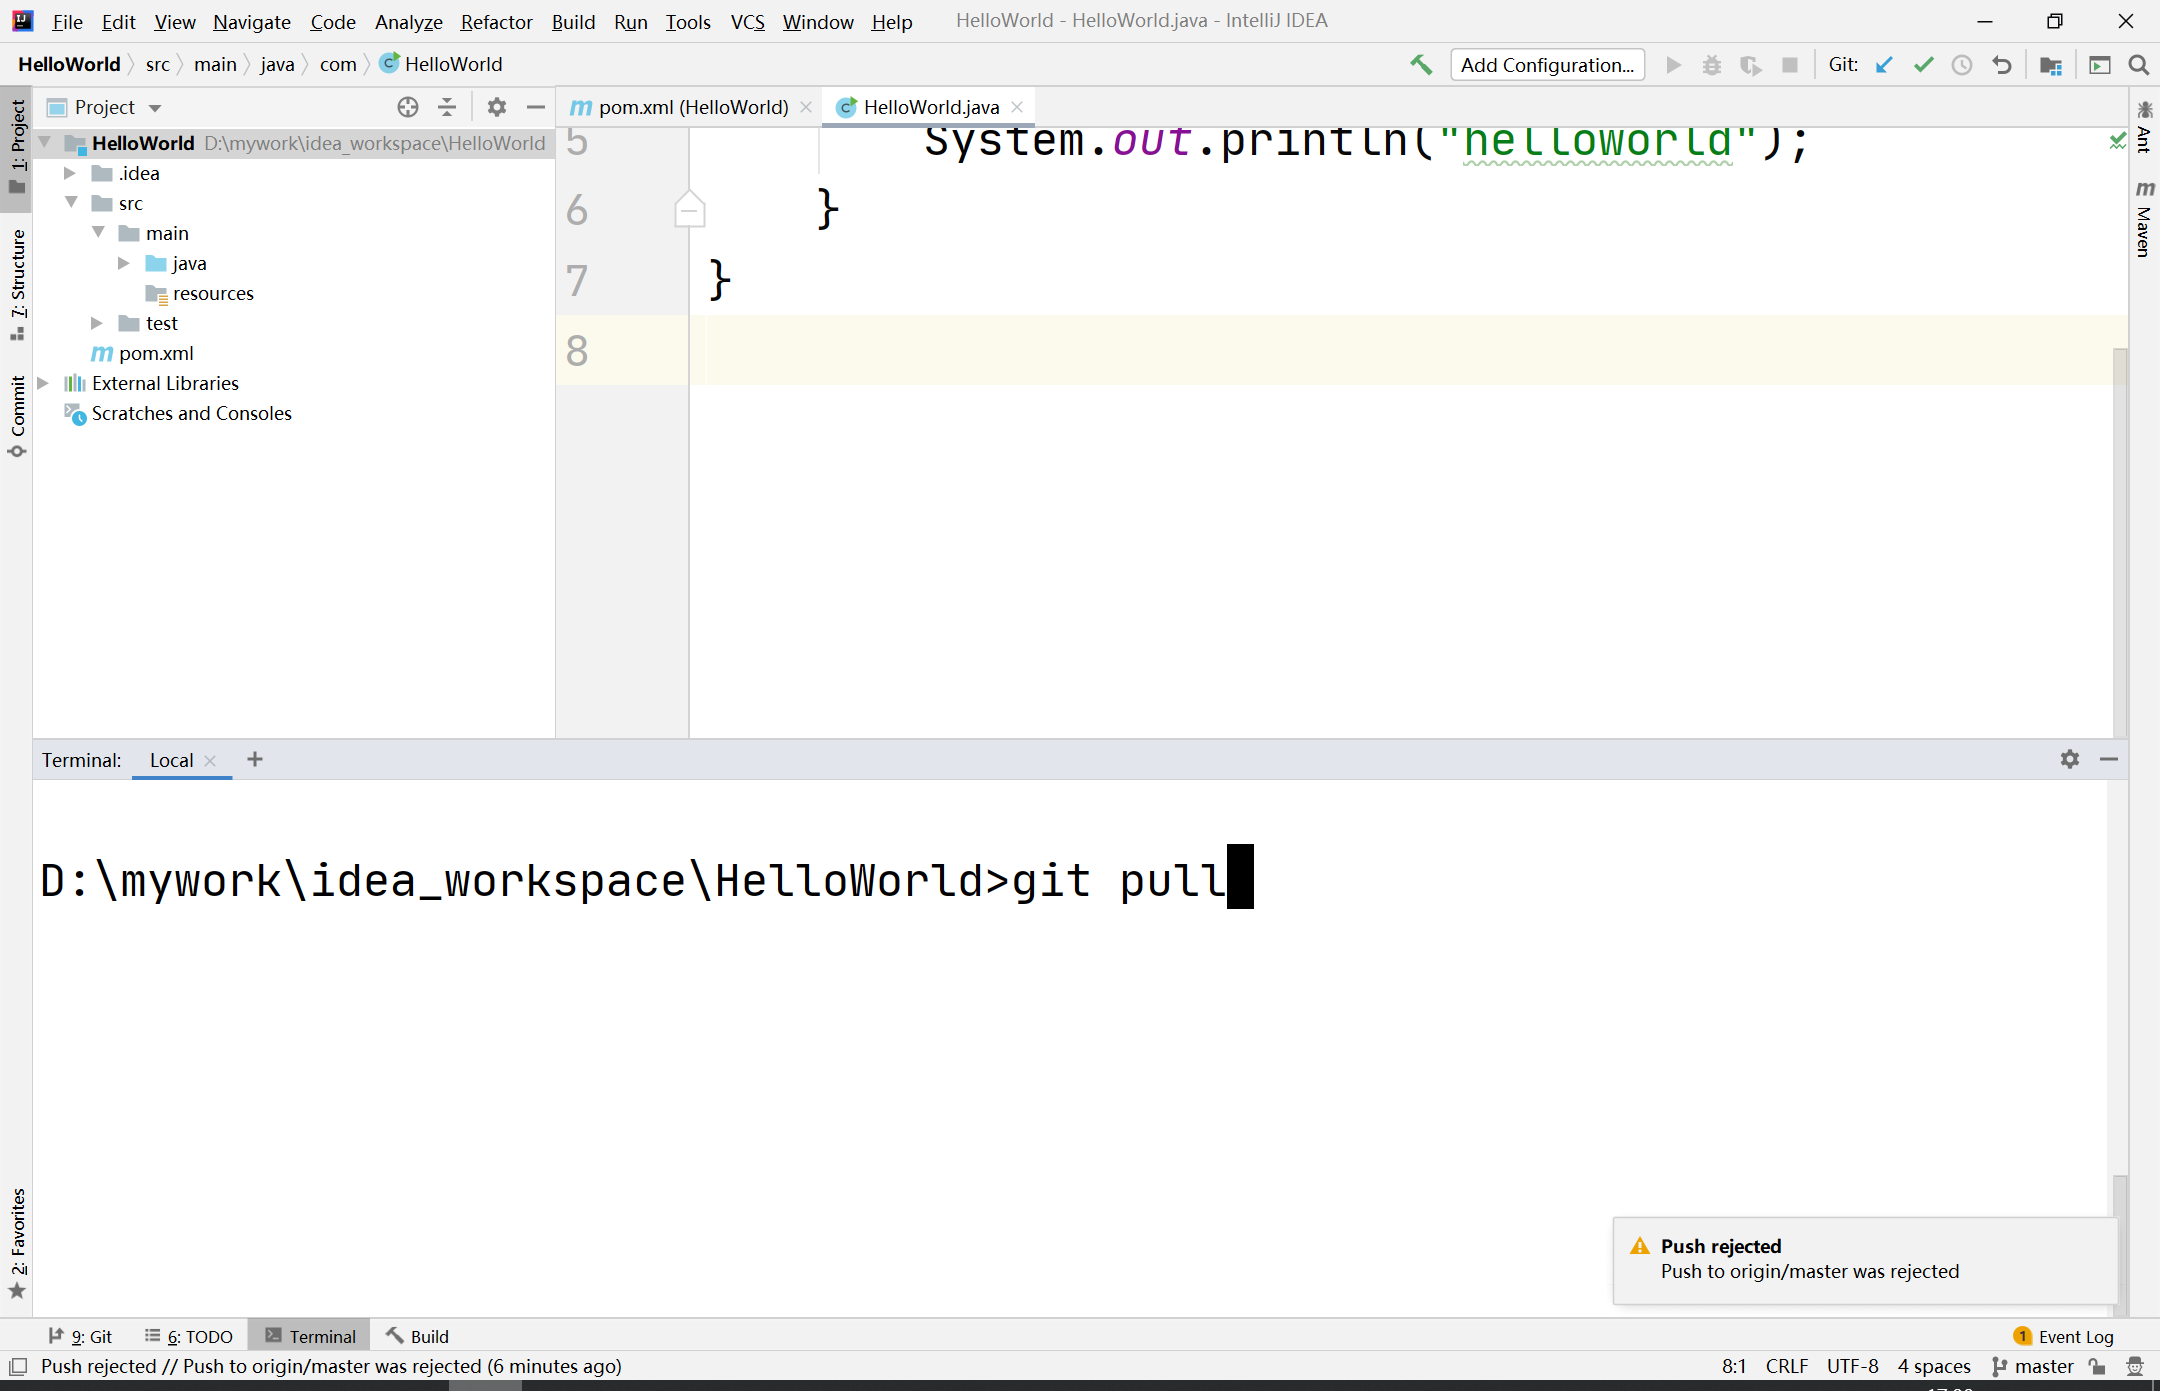 File Edit View Navigate Code Analyze Refactor Build Run Tools VCS Window Help HelloWorld - HelloWorld.java - IntelliJ IDEA
HelloWorld src main java com HelloWorld Add Configuration... Git:
Project
pom.xml (HelloWorld) HelloWorld.java
HelloWorld D:\mywork\idea_workspace\HelloWorld
.idea
src
main
java
resources
test
pom.xml
External Libraries
Scratches and Consoles
5 System.out.println("helloworld");
6 }
7 }
8
1: Project
7: Structure
Commit
2: Favorites
Ant
Maven
Terminal: Local
D:\mywork\idea_workspace\HelloWorld>git pull
Push rejected
Push to origin/master was rejected
9: Git 6: TODO Terminal Build 1 Event Log
Push rejected // Push to origin/master was rejected (6 minutes ago) 8:1 CRLF UTF-8 4 spaces master